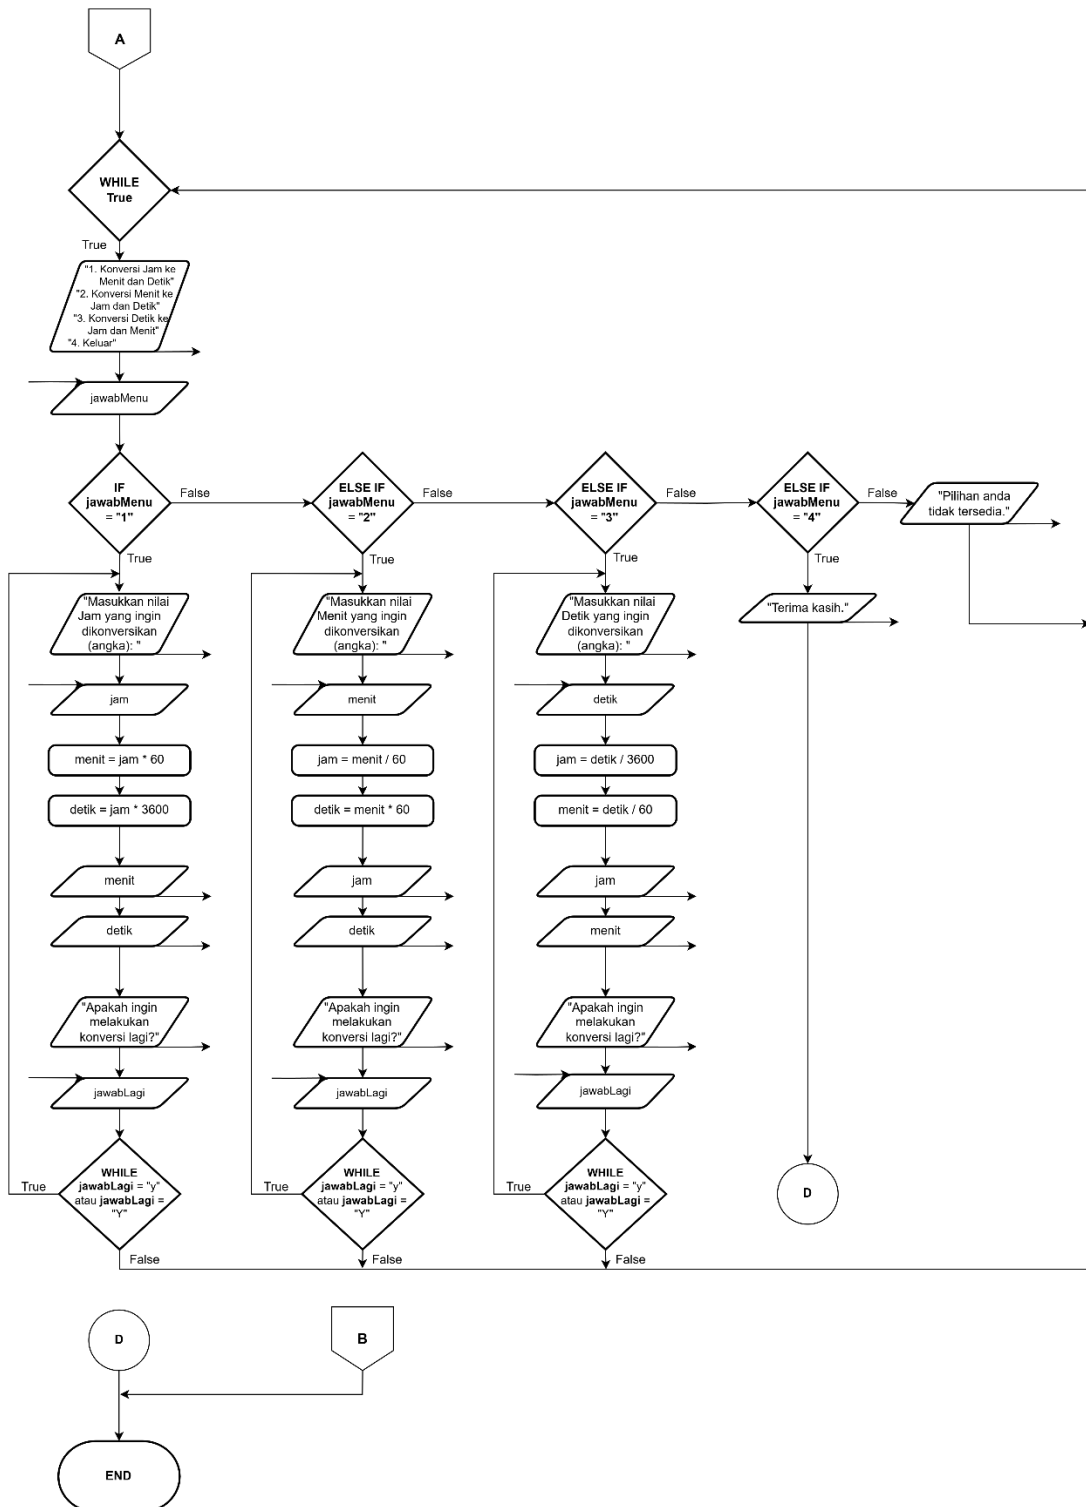 A
WHILE
True
True
"1. Konversi Jam ke
Menit dan Detik"
"2. Konversi Menit ke
Jam dan Detik"
"3. Konversi Detik ke
Jam dan Menit"
"4. Keluar"
jawabMenu
IF
jawabMenu
= "1"
False
True
ELSE IF
jawabMenu
= "2"
False
True
ELSE IF
jawabMenu
= "3"
False
True
ELSE IF
jawabMenu
= "4"
False
True
"Pilihan anda
tidak tersedia."
"Masukkan nilai
Jam yang ingin
dikonversikan
(angka): "
jam
menit = jam * 60
detik = jam * 3600
menit
detik
"Apakah ingin
melakukan
konversi lagi?"
jawabLagi
WHILE
jawabLagi = "y"
atau jawabLagi =
"Y"
True
False
"Masukkan nilai
Menit yang ingin
dikonversikan
(angka): "
menit
jam = menit / 60
detik = menit * 60
jam
detik
"Apakah ingin
melakukan
konversi lagi?"
jawabLagi
WHILE
jawabLagi = "y"
atau jawabLagi =
"Y"
True
False
"Masukkan nilai
Detik yang ingin
dikonversikan
(angka): "
detik
jam = detik / 3600
menit = detik / 60
jam
menit
"Apakah ingin
melakukan
konversi lagi?"
jawabLagi
WHILE
jawabLagi = "y"
atau jawabLagi =
"Y"
True
False
"Terima kasih."
D
D
B
END